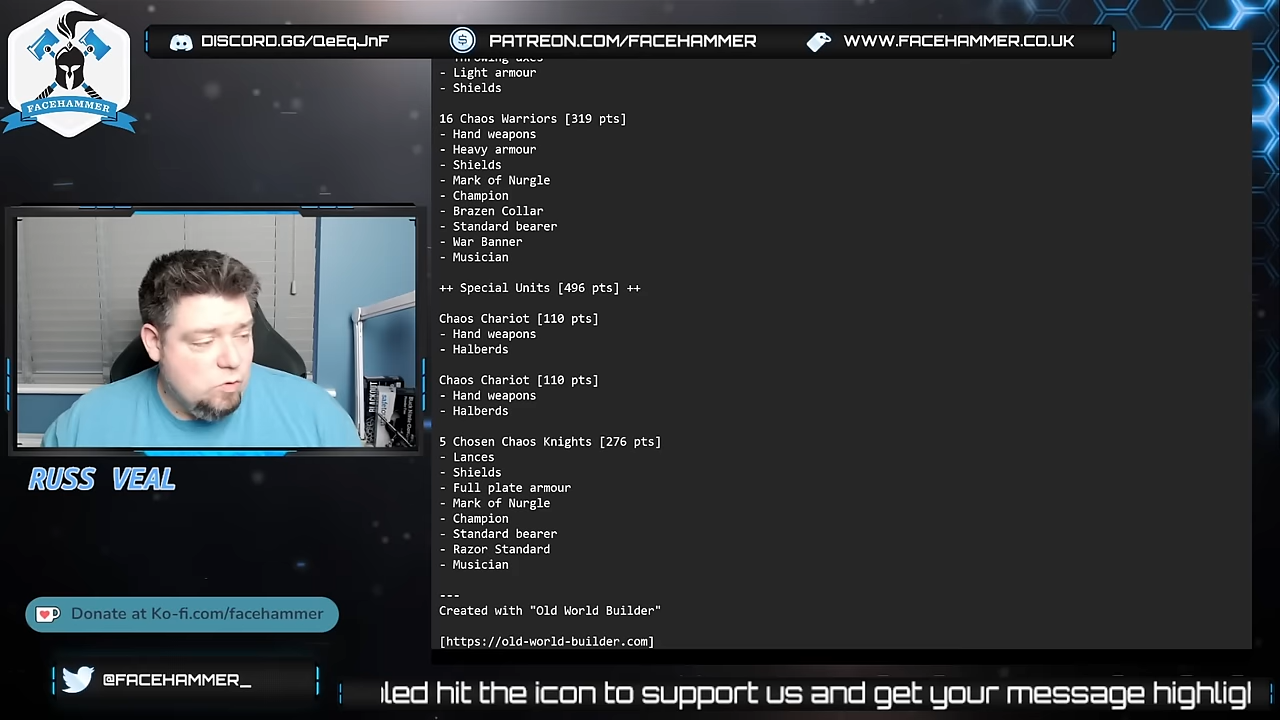 DISCORD.GG/QeEqJnF
PATREON.COM/FACEHAMMER
WWW.FACEHAMMER.CO.UK
FACEHAMMER
- Throwing axes
- Light armour
- Shields
16 Chaos Warriors [319 pts]
- Hand weapons
- Heavy armour
- Shields
- Mark of Nurgle
- Champion
- Brazen Collar
- Standard bearer
- War Banner
- Musician
++ Special Units [496 pts] ++
Chaos Chariot [110 pts]
- Hand weapons
- Halberds
Chaos Chariot [110 pts]
- Hand weapons
- Halberds
5 Chosen Chaos Knights [276 pts]
- Lances
- Shields
- Full plate armour
- Mark of Nurgle
- Champion
- Standard bearer
- Razor Standard
- Musician
---
Created with "Old World Builder"
[https://old-world-builder.com]
BLACKOUT
RUSS VEAL
Donate at Ko-fi.com/facehammer
@FACEHAMMER_
led hit the icon to support us and get your message highlig